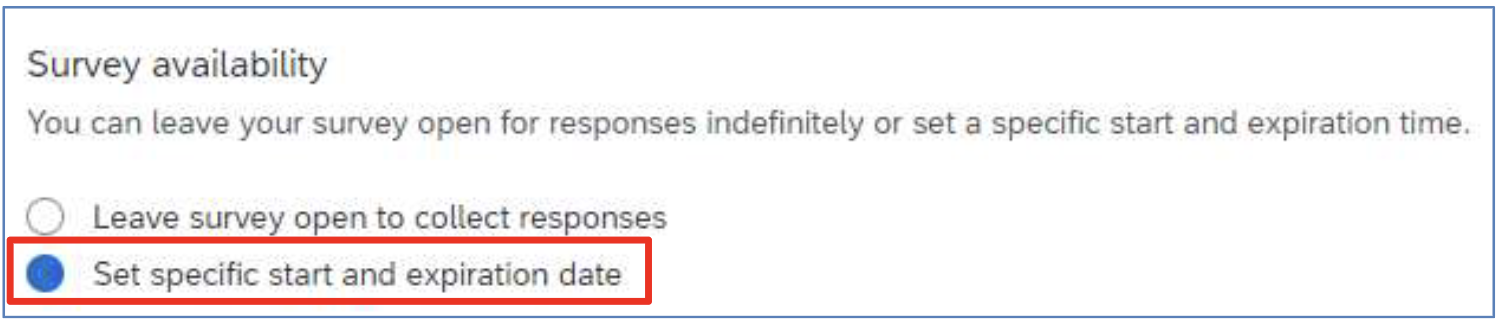 Survey availability
You can leave your survey open for responses indefinitely or set a specific start and expiration time.
Leave survey open to collect responses
Set specific start and expiration date